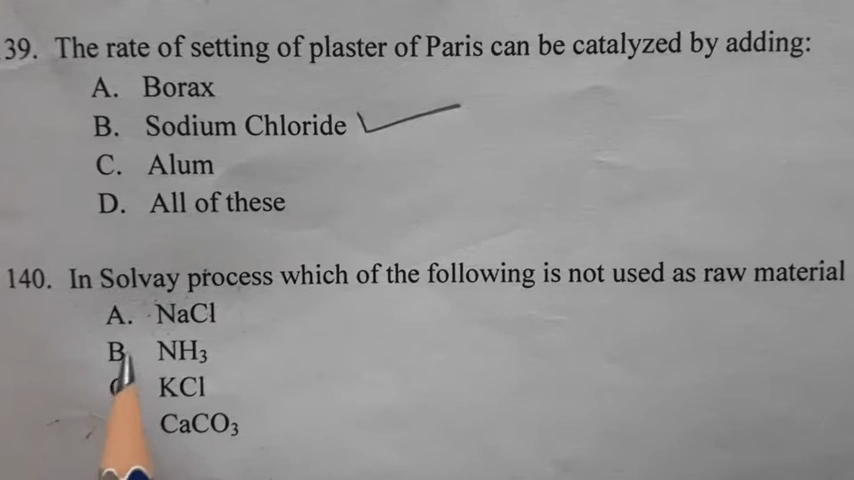 39. The rate of setting of plaster of Paris can be catalyzed by adding:
A. Borax
B. Sodium Chloride
C. Alum
D. All of these
140. In Solvay process which of the following is not used as raw material
A. NaCl
B. NH₃
KCl
CaCO₃